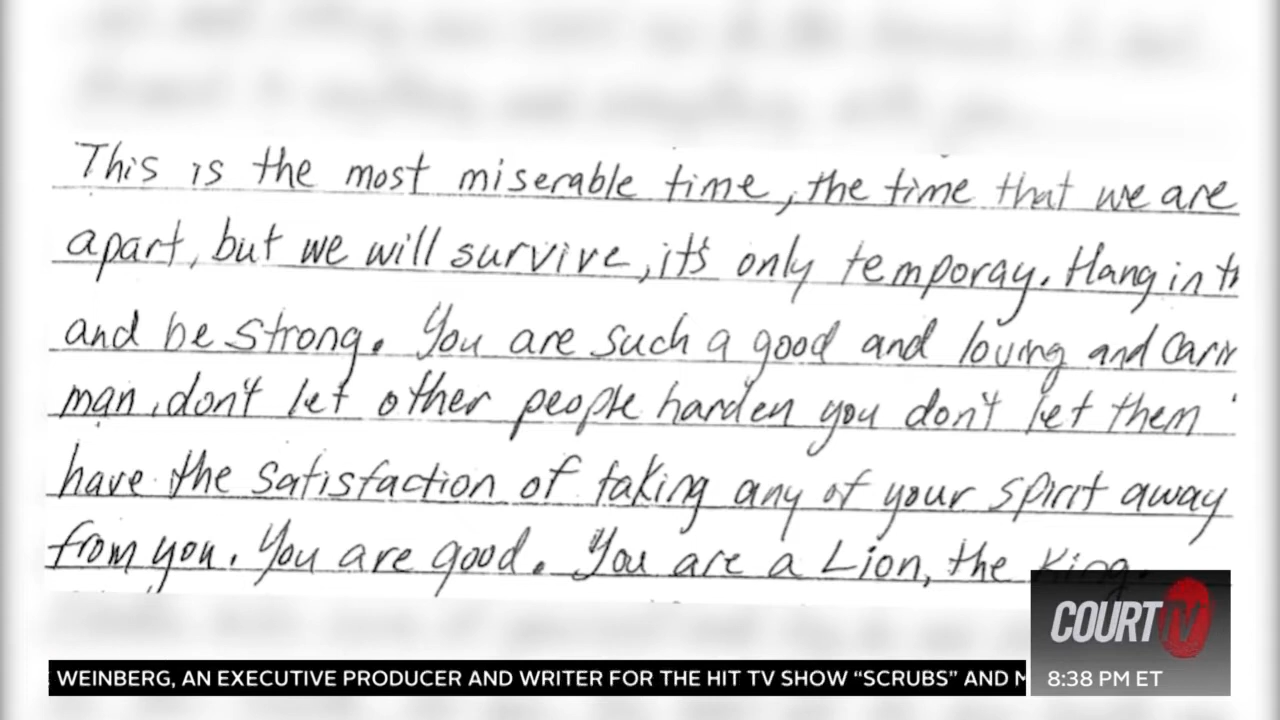 This is the most miserable time, the time that we are
apart, but we will survive, it's only temporay. Hang in
and be strong. You are such a good and loving and
man, don't let other people harden you don't let them
have the satisfaction of taking any of your spirit away
from you. You are good. You are a Lion, the King.
COURT TV
WEINBERG, AN EXECUTIVE PRODUCER AND WRITER FOR THE HIT TV SHOW “SCRUBS” AND
8:38 PM ET